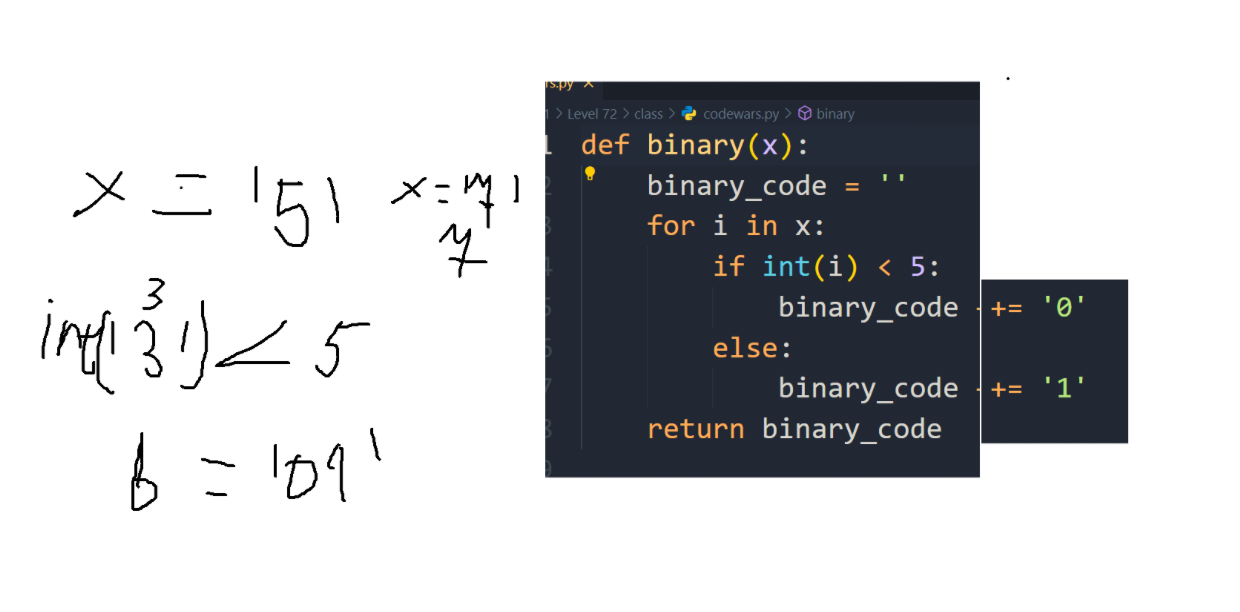 x = '5'
int('3') < 5
3
b = '01'
rs.py ×
1 > Level 72 > class > codewars.py > binary
1 def binary(x):
2     binary_code = ''
3     for i in x:
4         if int(i) < 5:
5             binary_code += '0'
6         else:
7             binary_code += '1'
8     return binary_code
9